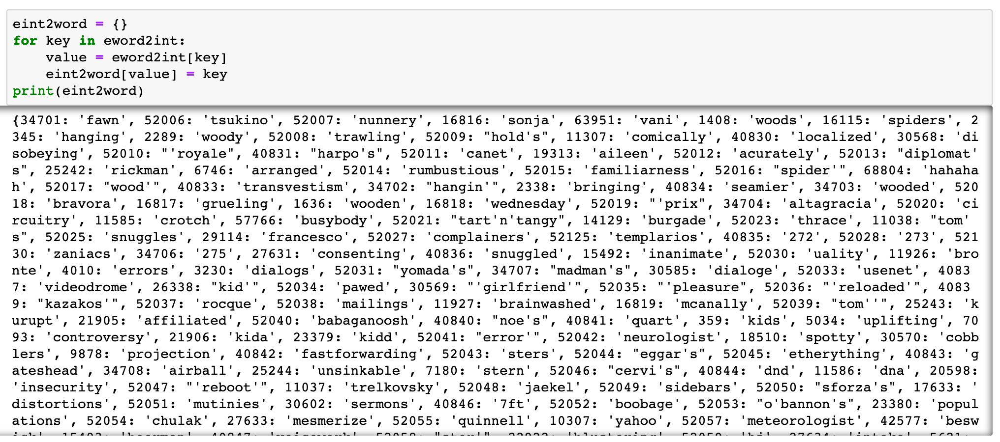 eint2word = {}
for key in eword2int:
    value = eword2int[key]
    eint2word[value] = key
print(eint2word)
{34701: 'fawn', 52006: 'tsukino', 52007: 'nunnery', 16816: 'sonja', 63951: 'vani', 1408: 'woods', 16115: 'spiders', 2
345: 'hanging', 2289: 'woody', 52008: 'trawling', 52009: "hold's", 11307: 'comically', 40830: 'localized', 30568: 'di
sobeying', 52010: "'royale", 40831: "harpo's", 52011: 'canet', 19313: 'aileen', 52012: 'acurately', 52013: "diplomat'
s", 25242: 'rickman', 6746: 'arranged', 52014: 'rumbustious', 52015: 'familiarness', 52016: "spider'", 68804: 'hahaha
h', 52017: "wood'", 40833: 'transvestism', 34702: "hangin'", 2338: 'bringing', 40834: 'seamier', 34703: 'wooded', 520
18: 'bravora', 16817: 'grueling', 1636: 'wooden', 16818: 'wednesday', 52019: "'prix", 34704: 'altagracia', 52020: 'ci
rcuitry', 11585: 'crotch', 57766: 'busybody', 52021: "tart'n'tangy", 14129: 'burgade', 52023: 'thrace', 11038: "tom'
s", 52025: 'snuggles', 29114: 'francesco', 52027: 'complainers', 52125: 'templarios', 40835: '272', 52028: '273', 521
30: 'zaniacs', 34706: '275', 27631: 'consenting', 40836: 'snuggled', 15492: 'inanimate', 52030: 'uality', 11926: 'bro
nte', 4010: 'errors', 3230: 'dialogs', 52031: "yomada's", 34707: "madman's", 30585: 'dialoge', 52033: 'usenet', 4083
7: 'videodrome', 26338: "kid'", 52034: 'pawed', 30569: "'girlfriend'", 52035: "'pleasure", 52036: "'reloaded'", 4083
9: "kazakos'", 52037: 'rocque', 52038: 'mailings', 11927: 'brainwashed', 16819: 'mcanally', 52039: "tom''", 25243: 'k
urupt', 21905: 'affiliated', 52040: 'babaganoosh', 40840: "noe's", 40841: 'quart', 359: 'kids', 5034: 'uplifting', 70
93: 'controversy', 21906: 'kida', 23379: 'kidd', 52041: "error'", 52042: 'neurologist', 18510: 'spotty', 30570: 'cobb
lers', 9878: 'projection', 40842: 'fastforwarding', 52043: 'sters', 52044: "eggar's", 52045: 'etherything', 40843: 'g
ateshead', 34708: 'airball', 25244: 'unsinkable', 7180: 'stern', 52046: "cervi's", 40844: 'dnd', 11586: 'dna', 20598:
'insecurity', 52047: "'reboot'", 11037: 'trelkovsky', 52048: 'jaekel', 52049: 'sidebars', 52050: "sforza's", 17633: '
distortions', 52051: 'mutinies', 30602: 'sermons', 40846: '7ft', 52052: 'boobage', 52053: "o'bannon's", 23380: 'popul
ations', 52054: 'chulak', 27633: 'mesmerize', 52055: 'quinnell', 10307: 'yahoo', 52057: 'meteorologist', 42577: 'besw